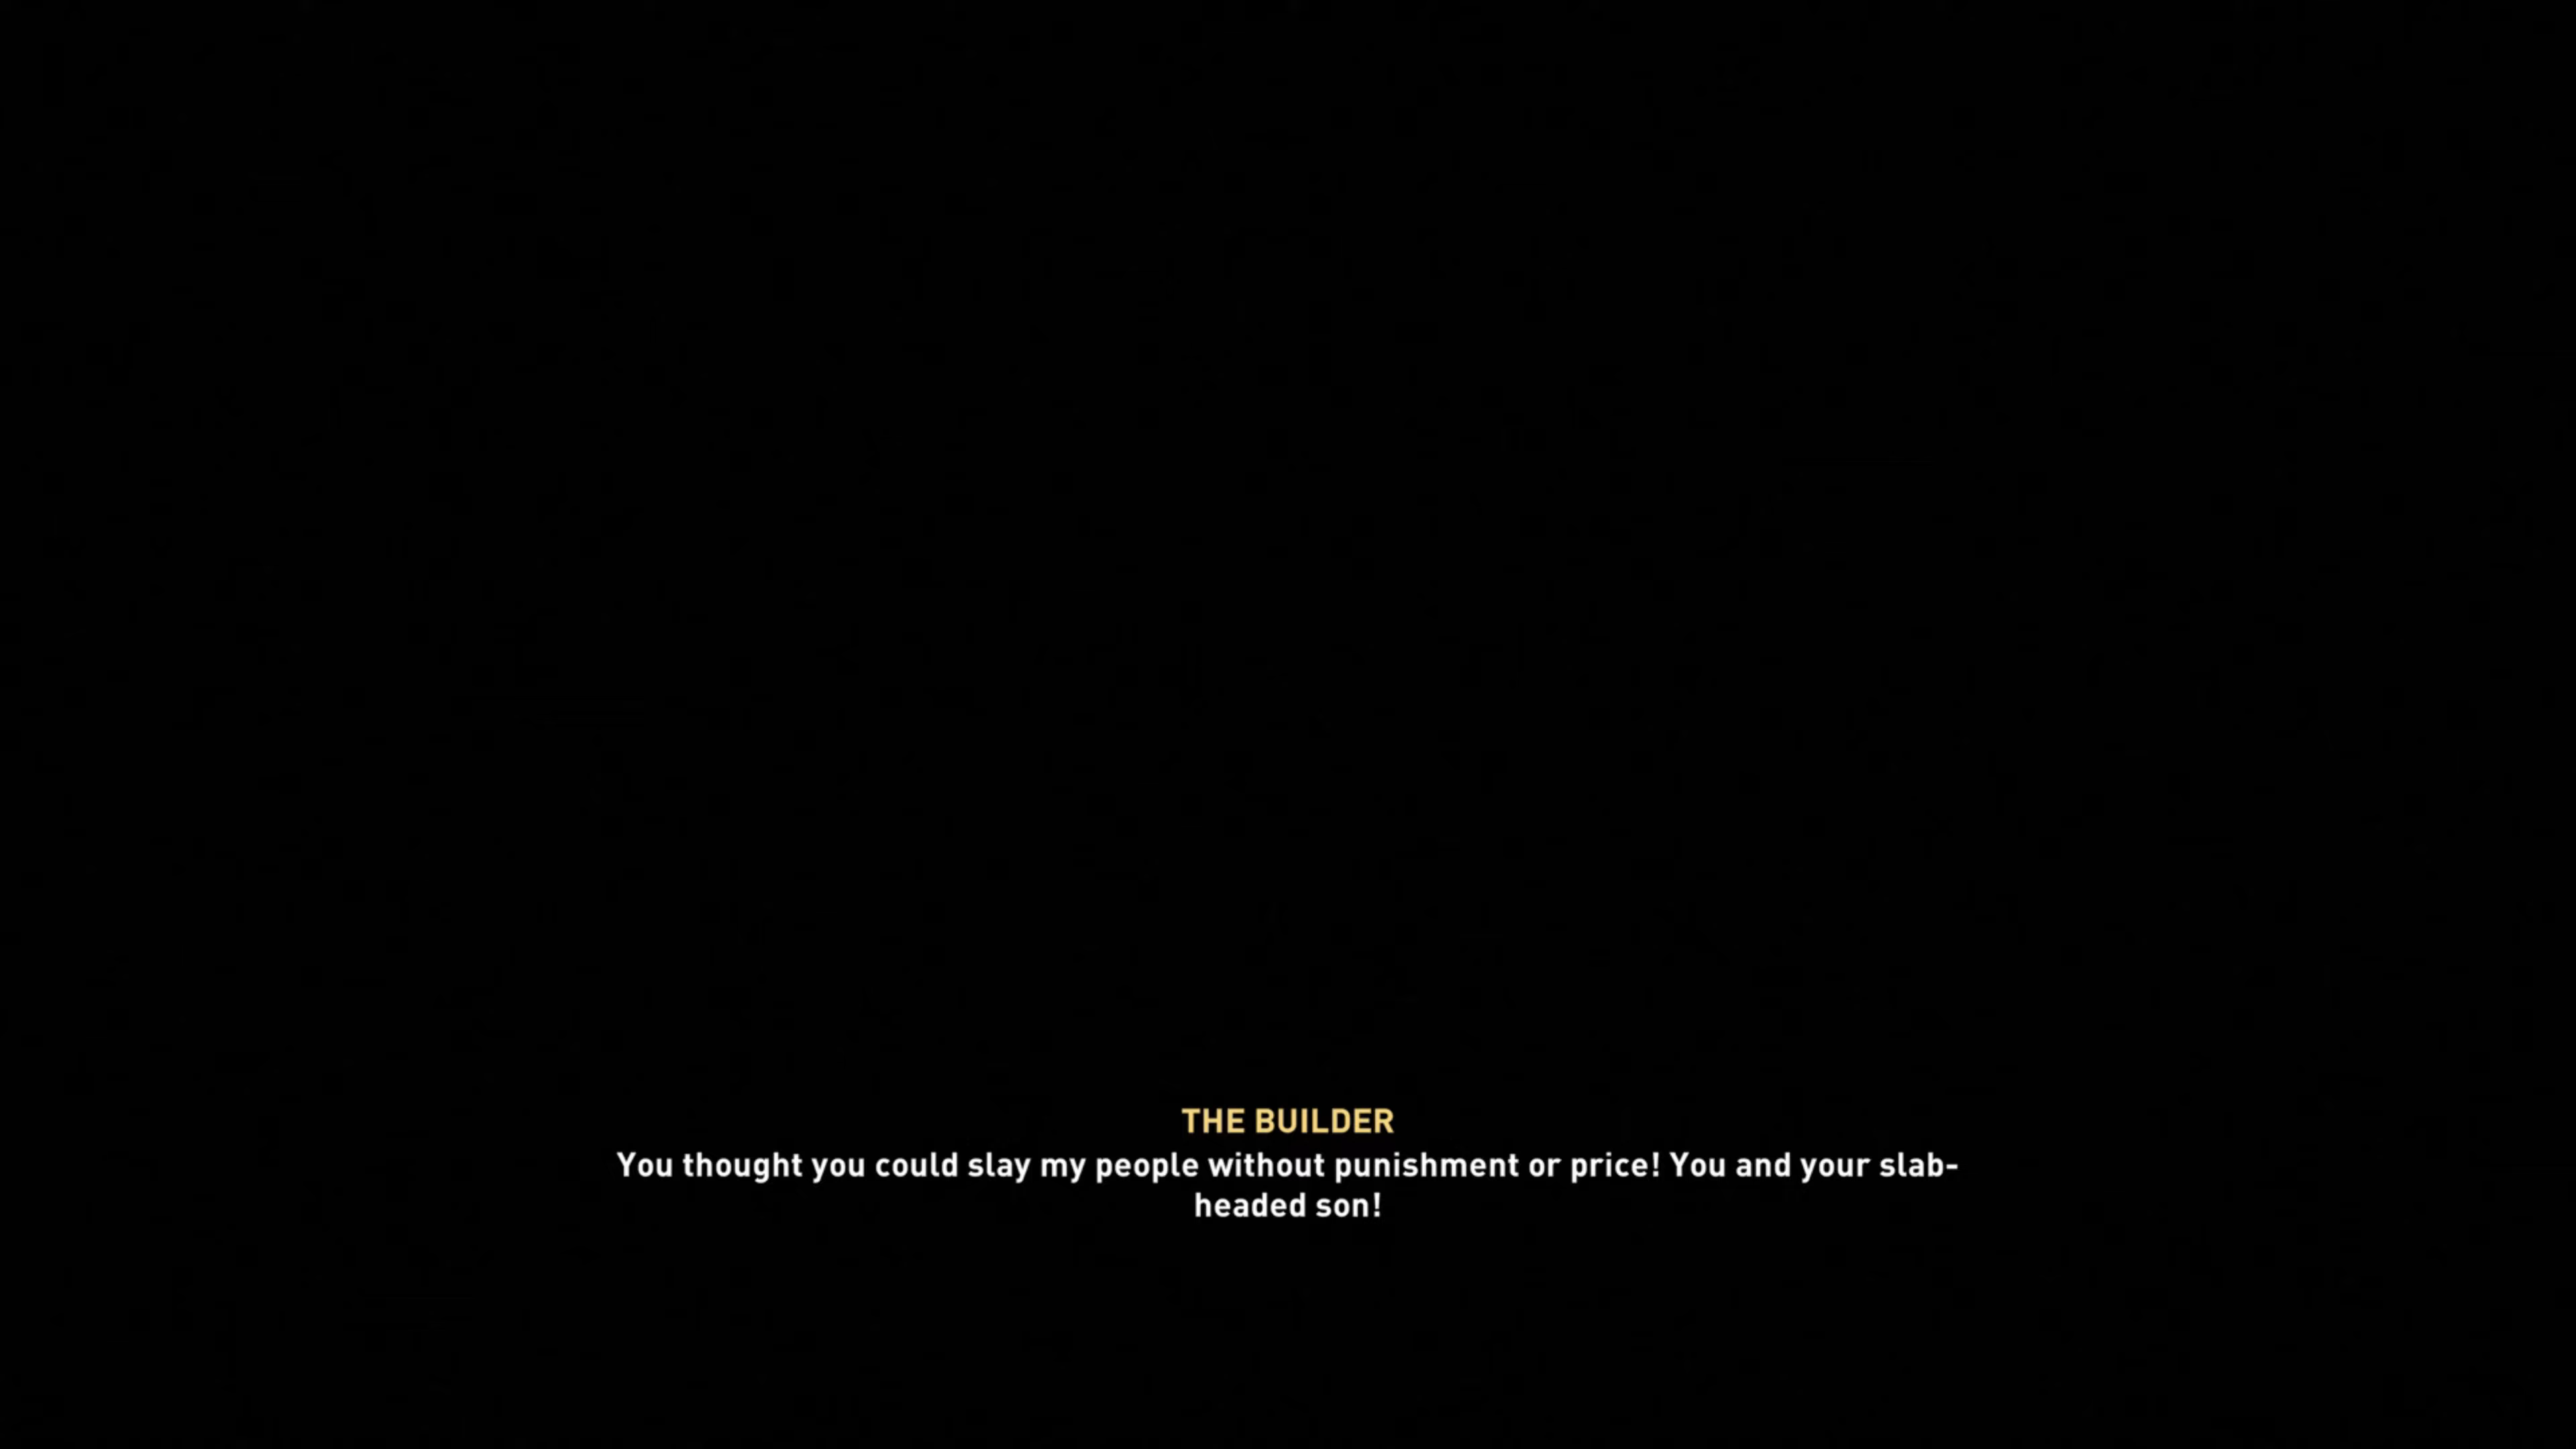 THE BUILDER
You thought you could slay my people without punishment or price! You and your slab-
headed son!